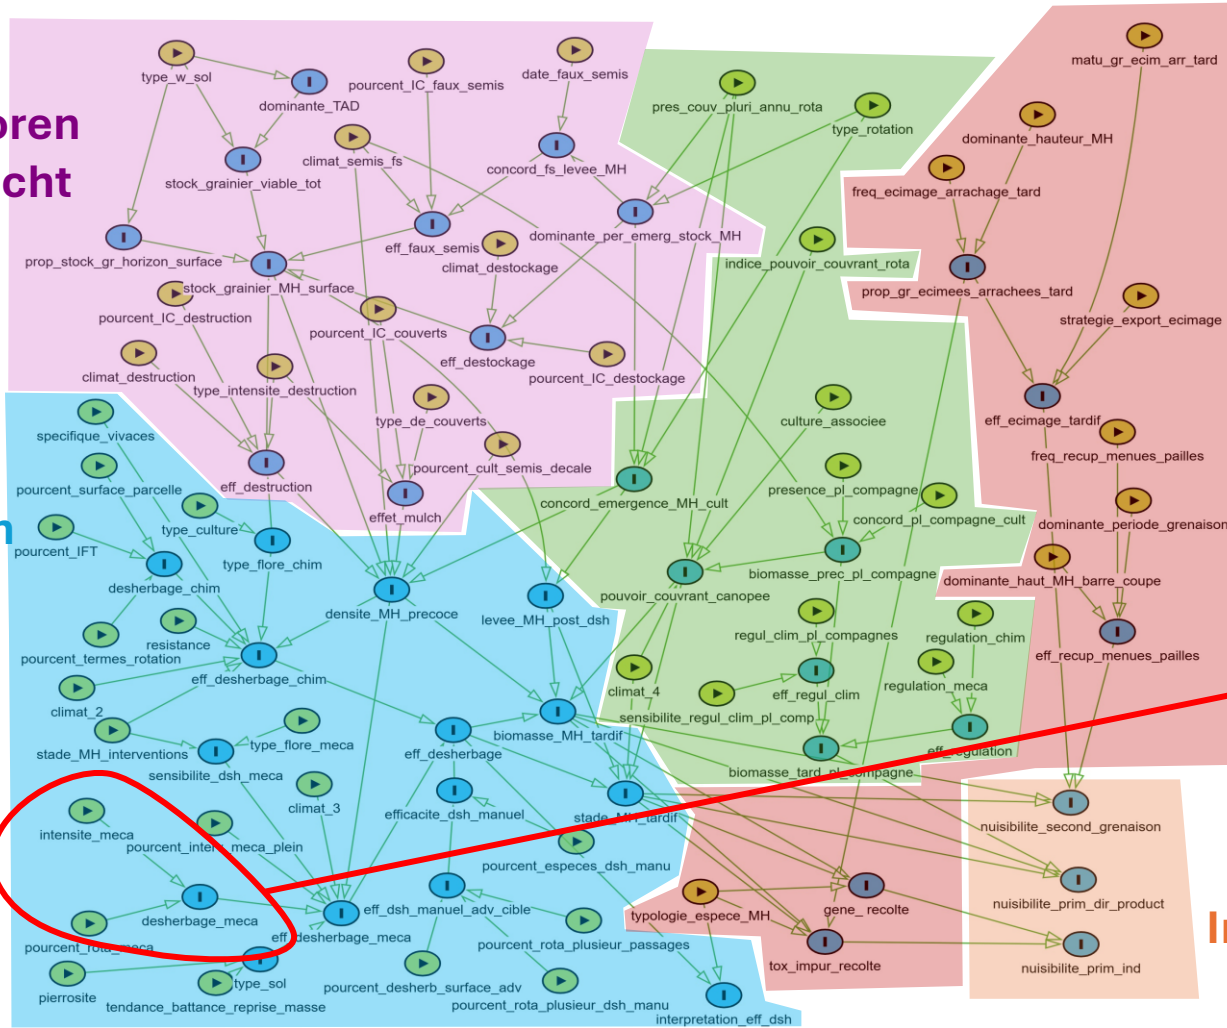 matu_gr_ecim_arr_tard
type_w_sol
pourcent_IC_faux_semis
date_faux_semis
dominante_TAD
pres_couv_pluri_annu_rota
oren
type_rotation
dominante_hauteur_MH
climat_semis_fs
concord_fs_levee_MH
cht
stock_grainier_viable_tot
freq_ecimage_arrachage_tard
eff_faux_semis
dominante_per_emerg_stock_MH
prop_stock_gr_horizon_surface
climat_destockage
indice_pouvoir_couvrant_rota
stock_grainier_MH_surface
prop_gr_ecimees_arrachees_tard
pourcent_IC_destruction
pourcent_IC_couverts
strategie_export_ecimage
eff_destockage
climat_destruction
type_intensite_destruction
pourcent_IC_destockage
type_de_couverts
culture_associee
eff_ecimage_tardif
specifique_vivaces
freq_recup_menues_pailles
pourcent_cult_semis_decale
eff_destruction
pourcent_surface_parcelle
presence_pl_compagne
effet_mulch
concord_emergence_MH_cult
concord_pl_compagne_cult
dominante_periode_grenaison
type_culture
n
pourcent_IFT
type_flore_chim
biomasse_prec_pl_compagne
dominante_haut_MH_barre_coupe
desherbage_chim
pouvoir_couvrant_canopee
densite_MH_precoce
levee_MH_post_dsh
regul_clim_pl_compagnes
regulation_chim
resistance
pourcent_termes_rotation
eff_recup_menues_pailles
eff_desherbage_chim
climat_4
eff_regul_clim
regulation_meca
climat_2
sensibilite_regul_clim_pl_comp
stade_MH_interventions
type_flore_meca
eff_desherbage
biomasse_MH_tardif
eff_regulation
sensibilite_dsh_meca
biomasse_tard_pl_compagne
climat_3
efficacite_dsh_manuel
stade_MH_tardif
intensite_meca
nuisibilite_second_grenaison
pourcent_interv_meca_plein
pourcent_especes_dsh_manu
desherbage_meca
eff_dsh_manuel_adv_cible
typologie_espece_MH
gene_ recolte
nuisibilite_prim_dir_product
pourcent_rota_meca
eff_desherbage_meca
pourcent_rota_plusieur_passages
tox_impur_recolte
nuisibilite_prim_ind
pierrosite
type_sol
pourcent_desherb_surface_adv
tendance_battance_reprise_masse
pourcent_rota_plusieur_dsh_manu
interpretation_eff_dsh